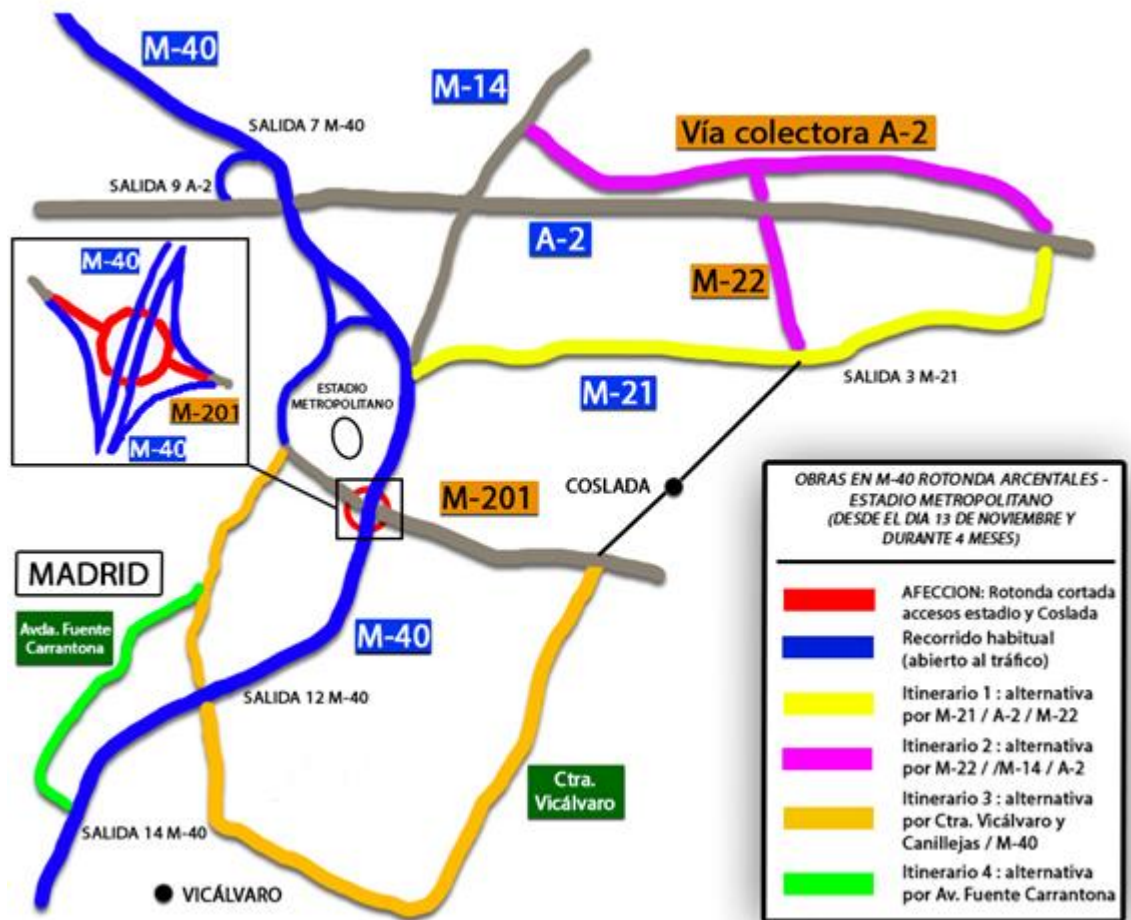 M-40
M-14
SALIDA 7 M-40
Vía colectora A-2
SALIDA 9 A-2
A-2
M-40
M-22
M-201
M-40
ESTADIO
METROPOLITANO
M-21
SALIDA 3 M-21
COSLADA
M-201
MADRID
Avda. Fuente
Carrantona
M-40
SALIDA 12 M-40
Ctra.
Vicálvaro
SALIDA 14 M-40
VICÁLVARO
OBRAS EN M-40 ROTONDA ARCENTALES -
ESTADIO METROPOLITANO
(DESDE EL DIA 13 DE NOVIEMBRE Y
DURANTE 4 MESES)
AFECCION: Rotonda cortada
accesos estadio y Coslada
Recorrido habitual
(abierto al tráfico)
Itinerario 1 : alternativa
por M-21 / A-2 / M-22
Itinerario 2 : alternativa
por M-22 / /M-14 / A-2
Itinerario 3 : alternativa
por Ctra. Vicálvaro y
Canillejas / M-40
Itinerario 4 : alternativa
por Av. Fuente Carrantona